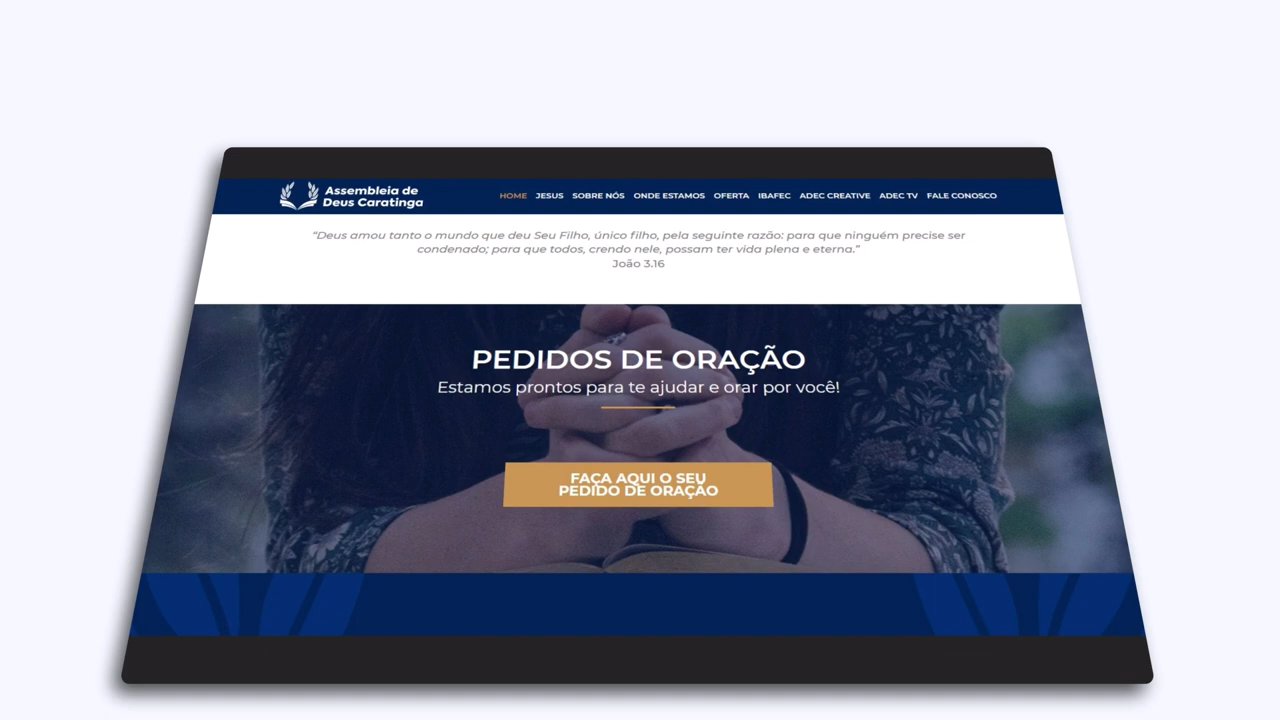 Assembleia de
Deus Caratinga
HOME JESUS SOBRE NÓS ONDE ESTAMOS OFERTA IBAFEC ADEC CREATIVE ADEC TV FALE CONOSCO
“Deus amou tanto o mundo que deu Seu Filho, único filho, pela seguinte razão: para que ninguém precise ser
condenado; para que todos, crendo nele, possam ter vida plena e eterna.”
João 3.16
PEDIDOS DE ORAÇÃO
Estamos prontos para te ajudar e orar por você!
FAÇA AQUI O SEU
PEDIDO DE ORAÇÃO